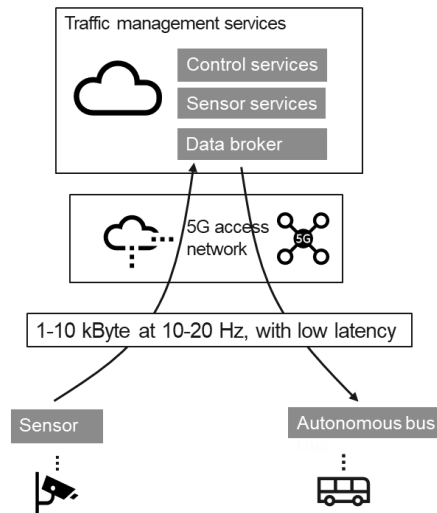 Traffic management services
Control services
Sensor services
Data broker
5G access
network
5G
1-10 kByte at 10-20 Hz, with low latency
Sensor
Autonomous bus